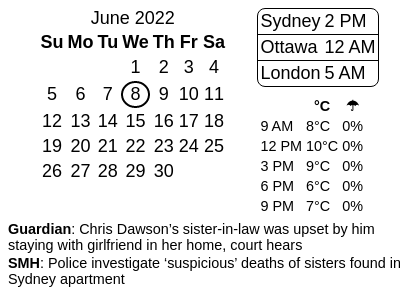 June 2022
Su Mo Tu We Th Fr Sa
1 2 3 4
5 6 7 8 9 10 11
12 13 14 15 16 17 18
19 20 21 22 23 24 25
26 27 28 29 30
Sydney 2 PM
Ottawa 12 AM
London 5 AM
°C ☂
9 AM 8°C 0%
12 PM 10°C 0%
3 PM 9°C 0%
6 PM 6°C 0%
9 PM 7°C 0%
Guardian: Chris Dawson’s sister-in-law was upset by him
staying with girlfriend in her home, court hears
SMH: Police investigate ‘suspicious’ deaths of sisters found in
Sydney apartment